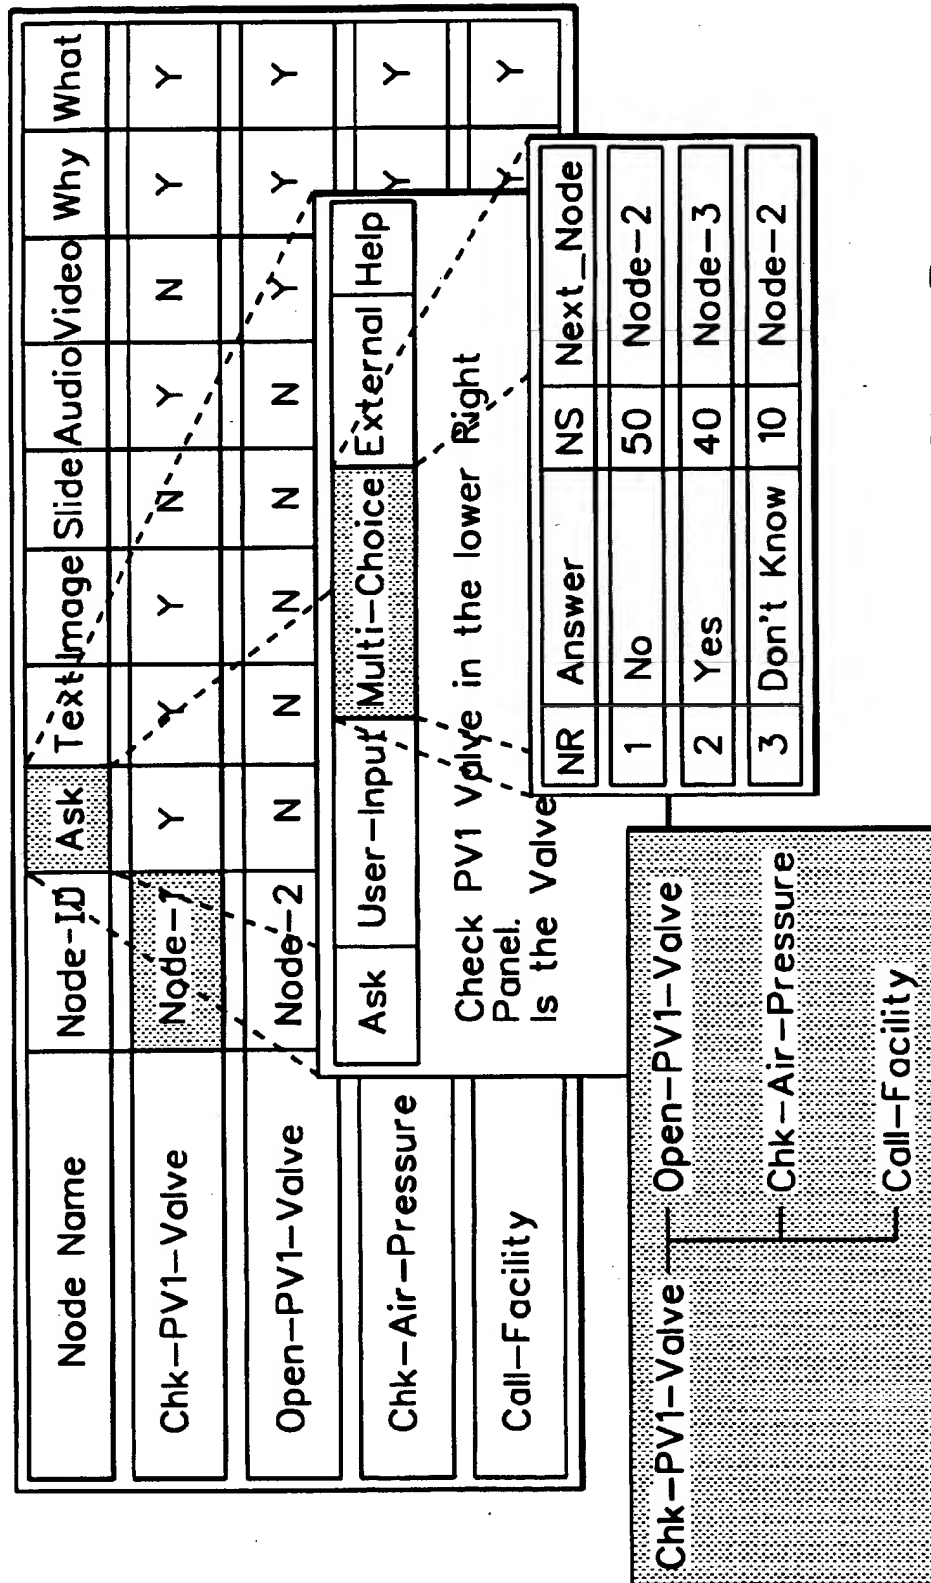 Node Name Node-ID Ask Text Image Slide Audio Video Why What
Chk-PV1-Valve Node-1 Y Y Y N Y N Y Y
Open-PV1-Valve Node-2 N N N N N Y Y Y
Chk-Air-Pressure Y Y
Call-Facility Y Y
Ask User-Input Multi-Choice External Help
Check PV1 Valve in the lower Right
Panel.
Is the Valve
NR Answer NS Next_Node
1 No 50 Node-2
2 Yes 40 Node-3
3 Don't Know 10 Node-2
Chk-PV1-Valve Open-PV1-Valve
Chk-Air-Pressure
Call-Facility